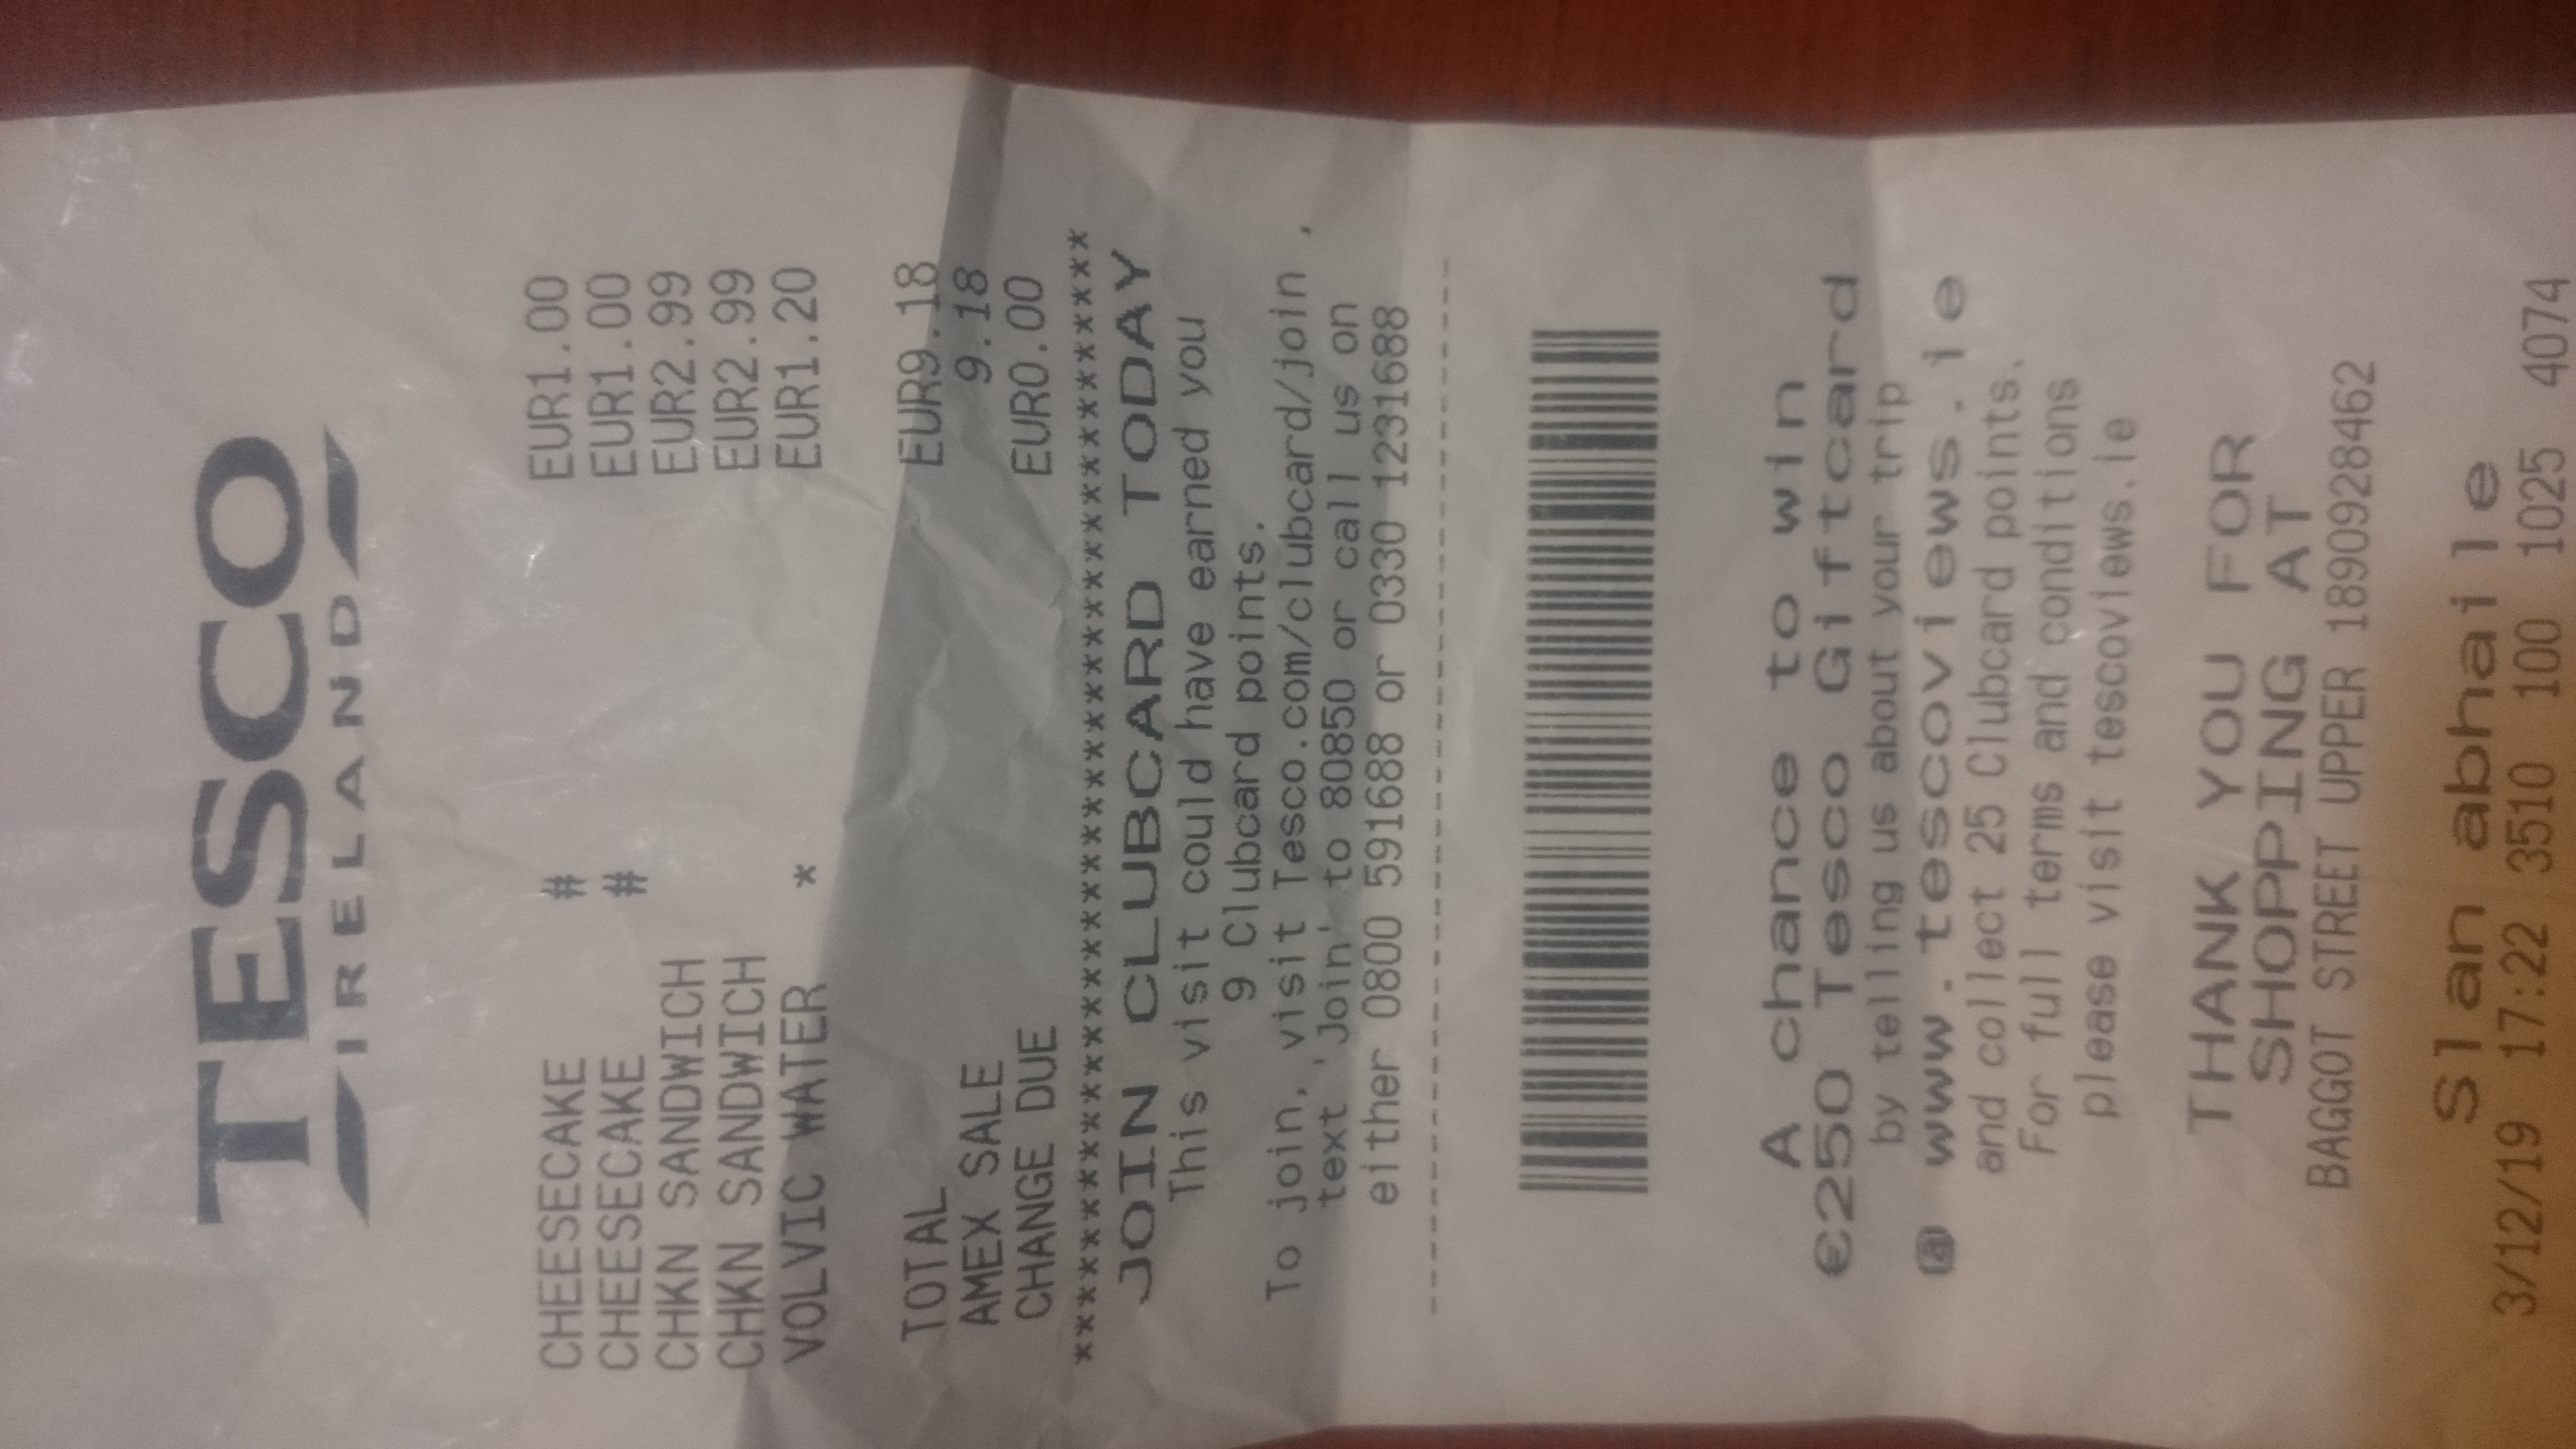 TESCO
IRELAND
CHEESECAKE # EUR1.00
CHEESECAKE # EUR1.00
CHKN SANDWICH EUR2.99
CHKN SANDWICH EUR2.99
VOLVIC WATER * EUR1.20
TOTAL EUR9.18
AMEX SALE 9.18
CHANGE DUE EUR0.00
******************************************
JOIN CLUBCARD TODAY
This visit could have earned you
9 Clubcard points.
To join, visit Tesco.com/clubcard/join ,
text 'Join' to 80850 or call us on
either 0800 591688 or 0330 1231688
------------------------------------------
A chance to win
€250 Tesco Giftcard
by telling us about your trip
@ www.tescoviews.ie
and collect 25 Clubcard points.
For full terms and conditions
please visit tescoviews.ie
THANK YOU FOR
SHOPPING AT
BAGGOT STREET UPPER 1890928462
Slan abhaile
3/12/19 17:22 3510 100 1025 4074